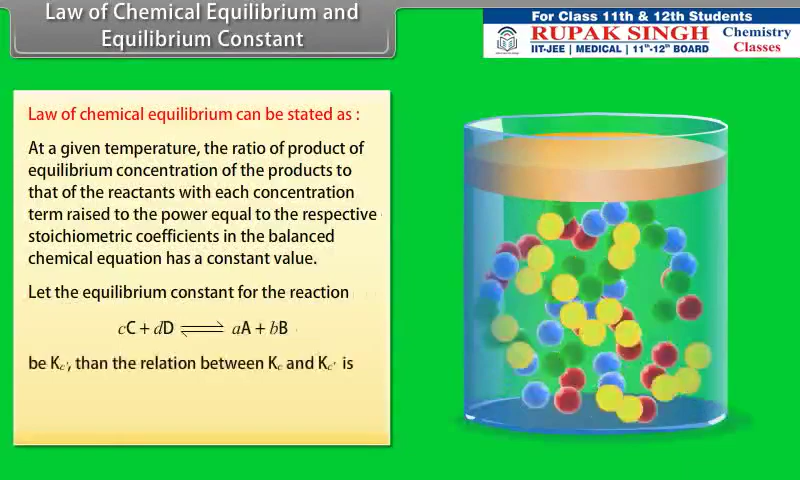 Law of Chemical Equilibrium and
Equilibrium Constant
For Class 11th & 12th Students
RUPAK SINGH
IIT-JEE | MEDICAL | 11th-12th BOARD
Chemistry
Classes
Law of chemical equilibrium can be stated as :
At a given temperature, the ratio of product of
equilibrium concentration of the products to
that of the reactants with each concentration
term raised to the power equal to the respective
stoichiometric coefficients in the balanced
chemical equation has a constant value.
Let the equilibrium constant for the reaction
cC + dD ⇌ aA + bB
be Kc', than the relation between Kc and Kc' is